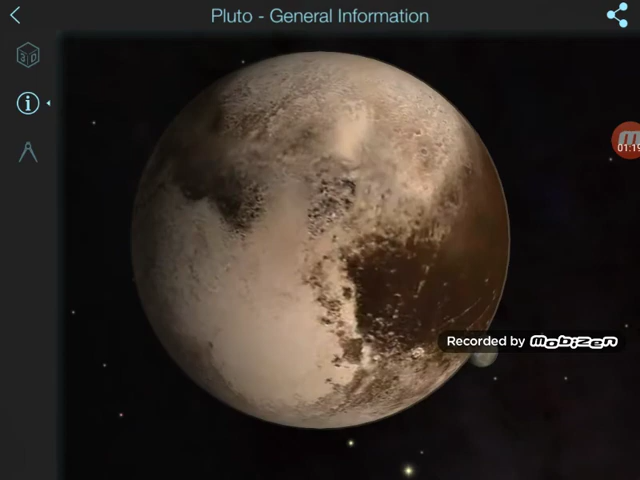 Pluto - General Information
3D
01:19
Recorded by mobizen